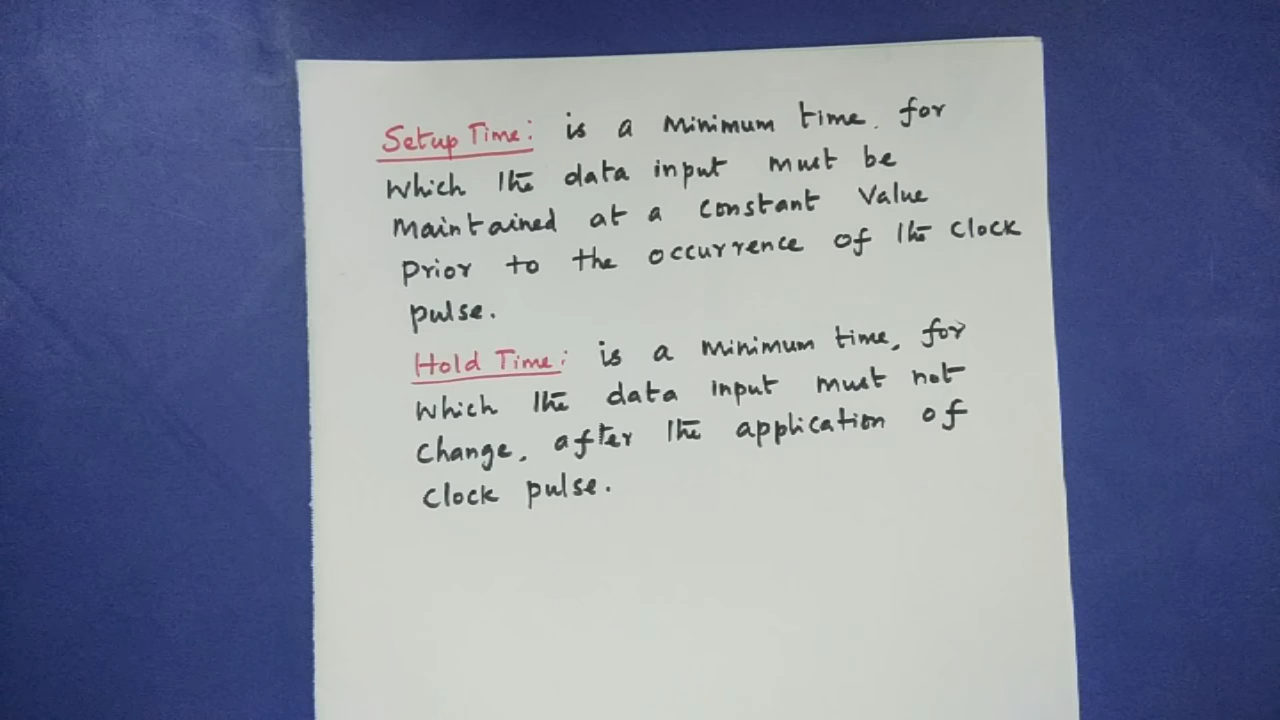 Setup Time: is a minimum time. for
which the data input must be
maintained at a constant value
prior to the occurrence of the clock
pulse.
Hold Time: is a minimum time, for
which the data input must not
change, after the application of
clock pulse.